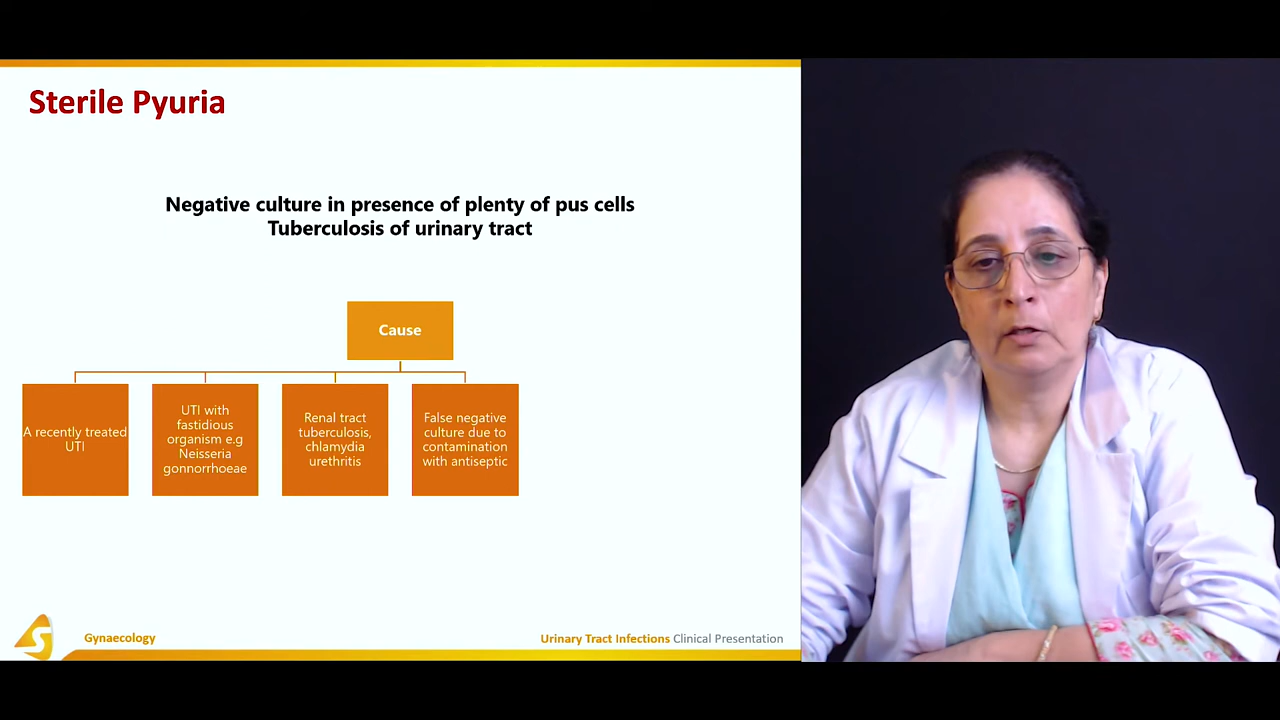 Sterile Pyuria
Negative culture in presence of plenty of pus cells
Tuberculosis of urinary tract
Cause
A recently treated
UTI
UTI with
fastidious
organism e.g
Neisseria
gonnorrhoeae
Renal tract
tuberculosis,
chlamydia
urethritis
False negative
culture due to
contamination
with antiseptic
S
Gynaecology
Urinary Tract Infections Clinical Presentation